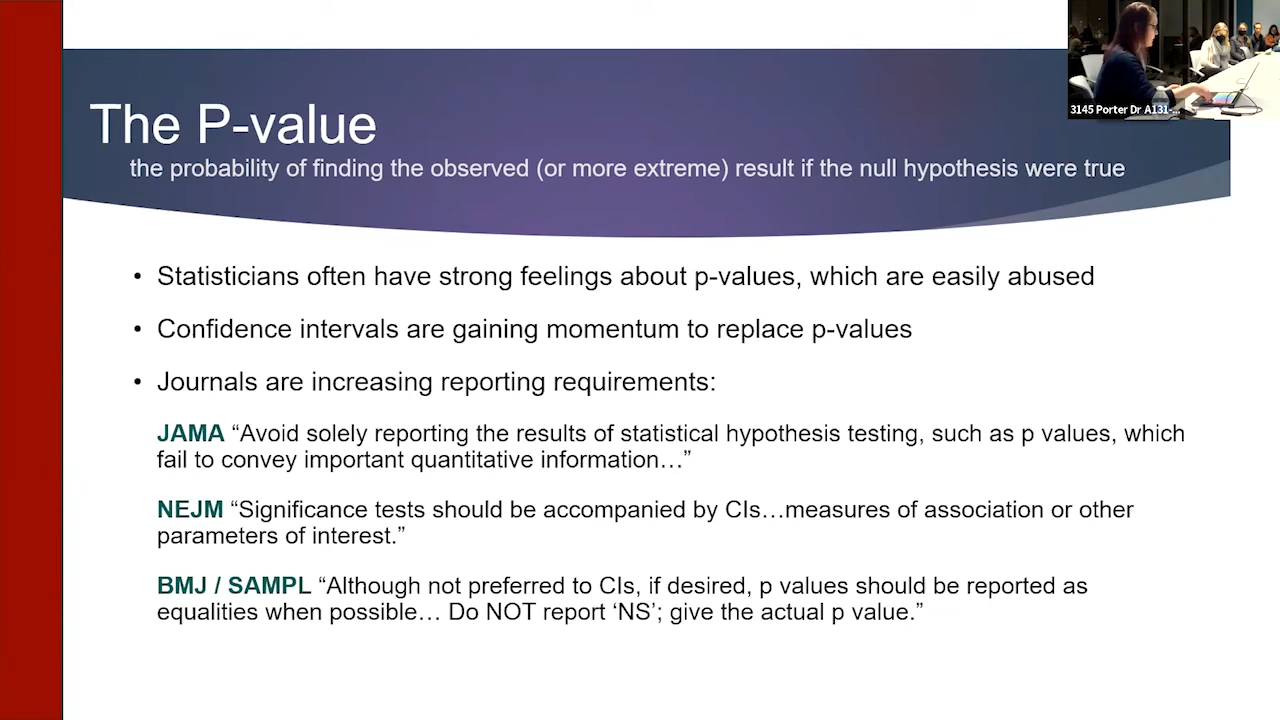 The P-value
the probability of finding the observed (or more extreme) result if the null hypothesis were true
3145 Porter Dr A131-...
• Statisticians often have strong feelings about p-values, which are easily abused
• Confidence intervals are gaining momentum to replace p-values
• Journals are increasing reporting requirements:
JAMA “Avoid solely reporting the results of statistical hypothesis testing, such as p values, which
fail to convey important quantitative information…”
NEJM “Significance tests should be accompanied by CIs…measures of association or other
parameters of interest.”
BMJ / SAMPL “Although not preferred to CIs, if desired, p values should be reported as
equalities when possible… Do NOT report ‘NS’; give the actual p value.”